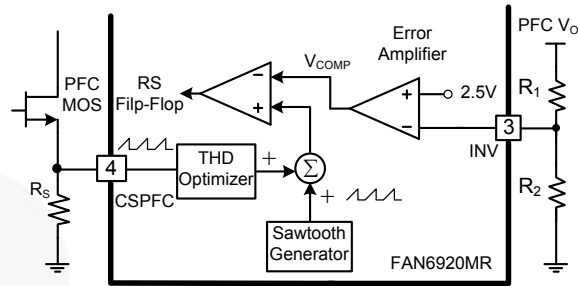 Error
Amplifier
PFC VO
PFC
MOS
RS
Filp-Flop
VCOMP
−
+
+
−
2.5V
R1
3
INV
4
THD
Optimizer
+
Σ
+
RS
CSPFC
R2
Sawtooth
Generator
FAN6920MR